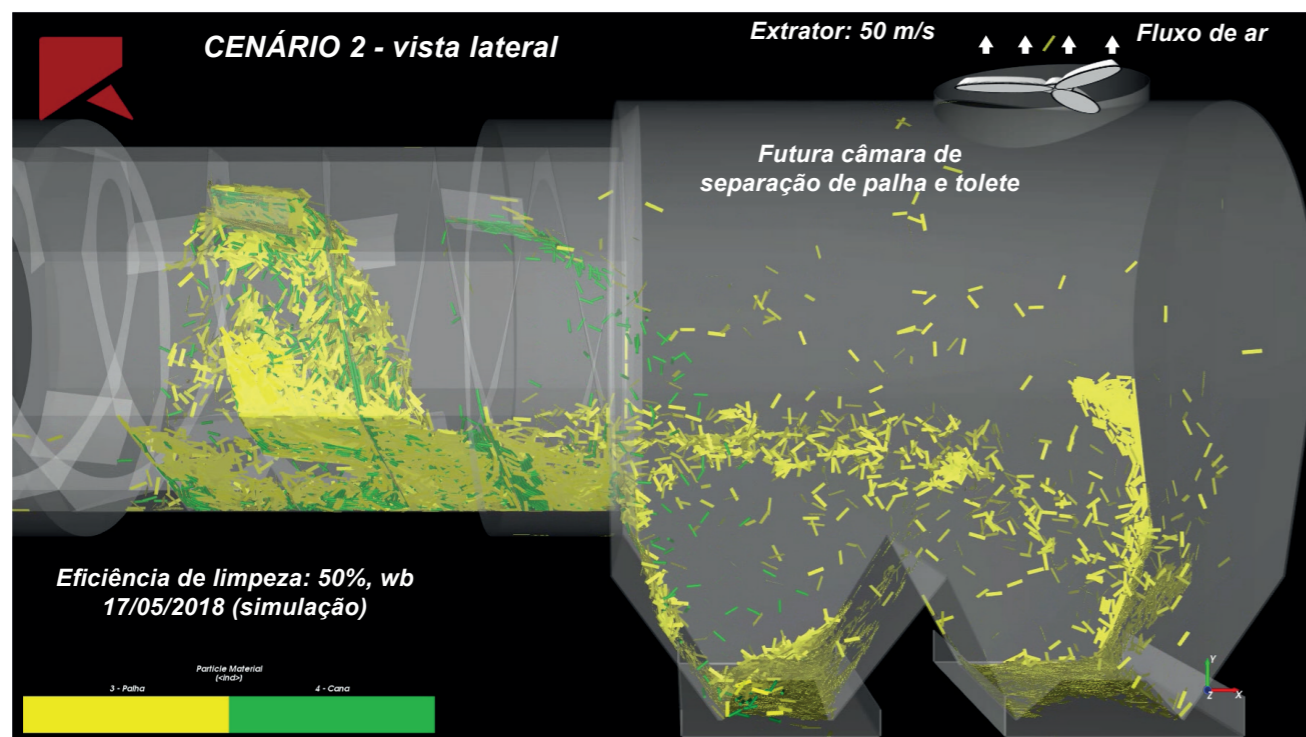 CENÁRIO 2 - vista lateral
Extrator: 50 m/s
Fluxo de ar
Futura câmara de
separação de palha e tolete
Eficiência de limpeza: 50%, wb
17/05/2018 (simulação)
Particle Material
(<ind>)
3 - Palha
4 - Cana
Y
Z
X